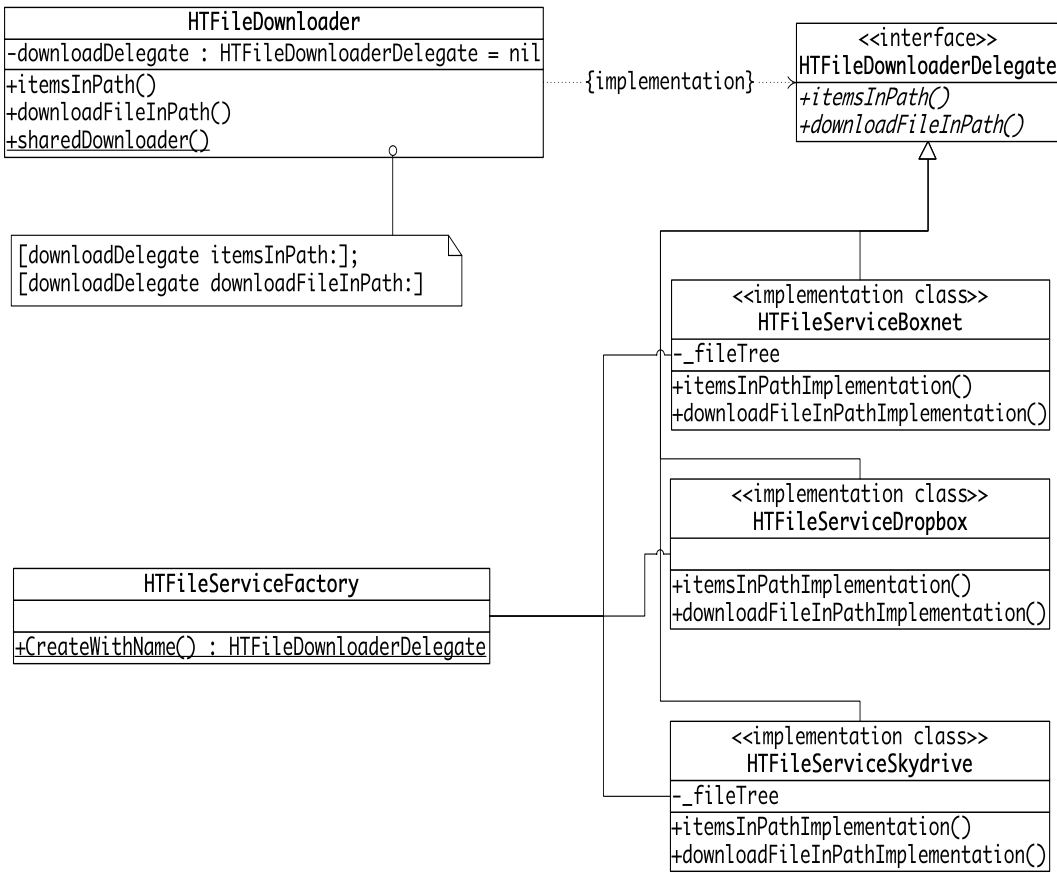 HTFileDownloader
-downloadDelegate : HTFileDownloaderDelegate = nil
+itemsInPath()
+downloadFileInPath()
+sharedDownloader()
{implementation}
<<interface>>
HTFileDownloaderDelegate
+itemsInPath()
+downloadFileInPath()
[downloadDelegate itemsInPath:];
[downloadDelegate downloadFileInPath:]
<<implementation class>>
HTFileServiceBoxnet
-_fileTree
+itemsInPathImplementation()
+downloadFileInPathImplementation()
<<implementation class>>
HTFileServiceDropbox
+itemsInPathImplementation()
+downloadFileInPathImplementation()
HTFileServiceFactory
+CreateWithName() : HTFileDownloaderDelegate
<<implementation class>>
HTFileServiceSkydrive
-_fileTree
+itemsInPathImplementation()
+downloadFileInPathImplementation()